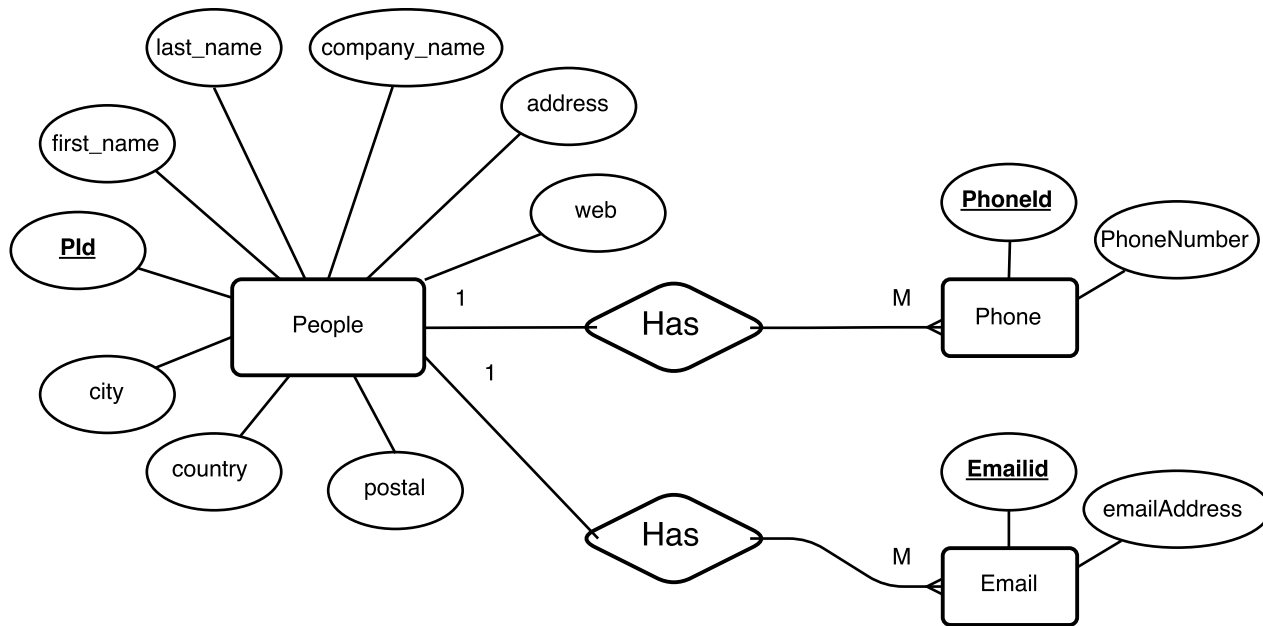 last_name
company_name
address
first_name
web
PId
People
city
country
postal
1
Has
M
PhoneId
PhoneNumber
Phone
1
Has
M
Emailid
emailAddress
Email